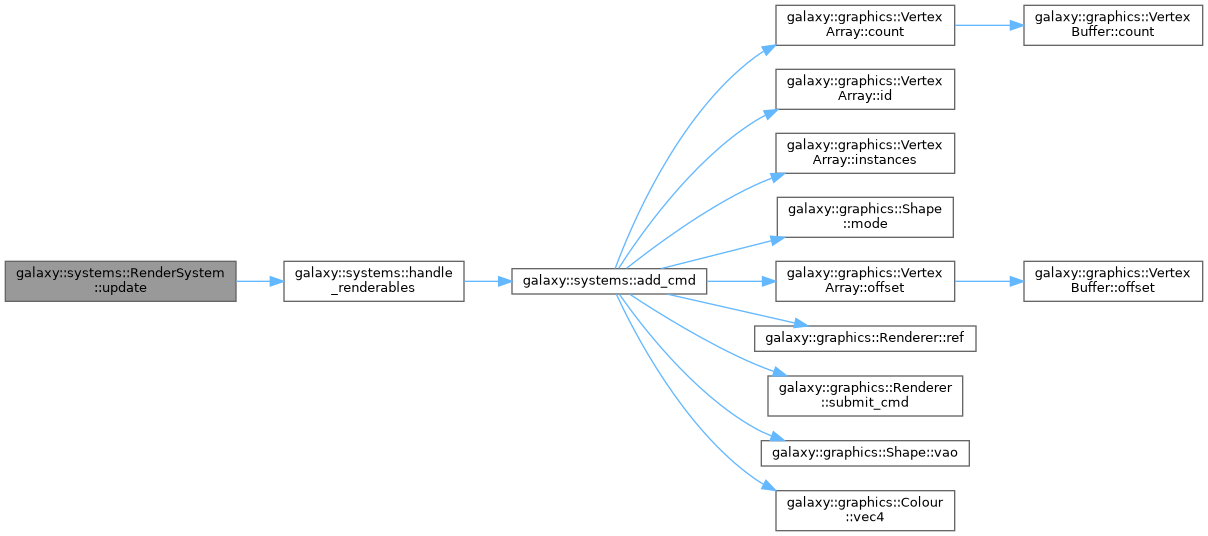 galaxy::systems::RenderSystem
::update
galaxy::systems::handle
_renderables
galaxy::systems::add_cmd
galaxy::graphics::Vertex
Array::count
galaxy::graphics::Vertex
Buffer::count
galaxy::graphics::Vertex
Array::id
galaxy::graphics::Vertex
Array::instances
galaxy::graphics::Shape
::mode
galaxy::graphics::Vertex
Array::offset
galaxy::graphics::Vertex
Buffer::offset
galaxy::graphics::Renderer::ref
galaxy::graphics::Renderer
::submit_cmd
galaxy::graphics::Shape::vao
galaxy::graphics::Colour
::vec4